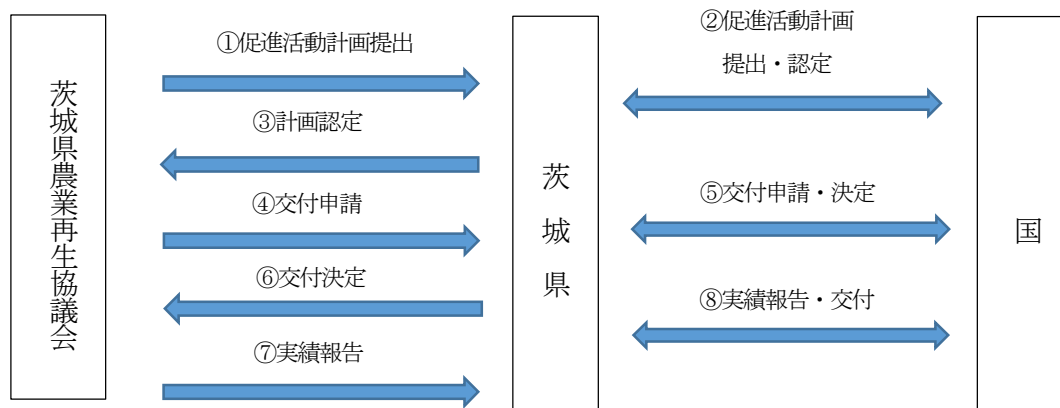 茨城県農業再生協議会
①促進活動計画提出
③計画認定
④交付申請
⑥交付決定
⑦実績報告
茨城県
②促進活動計画
提出・認定
⑤交付申請・決定
⑧実績報告・交付
国